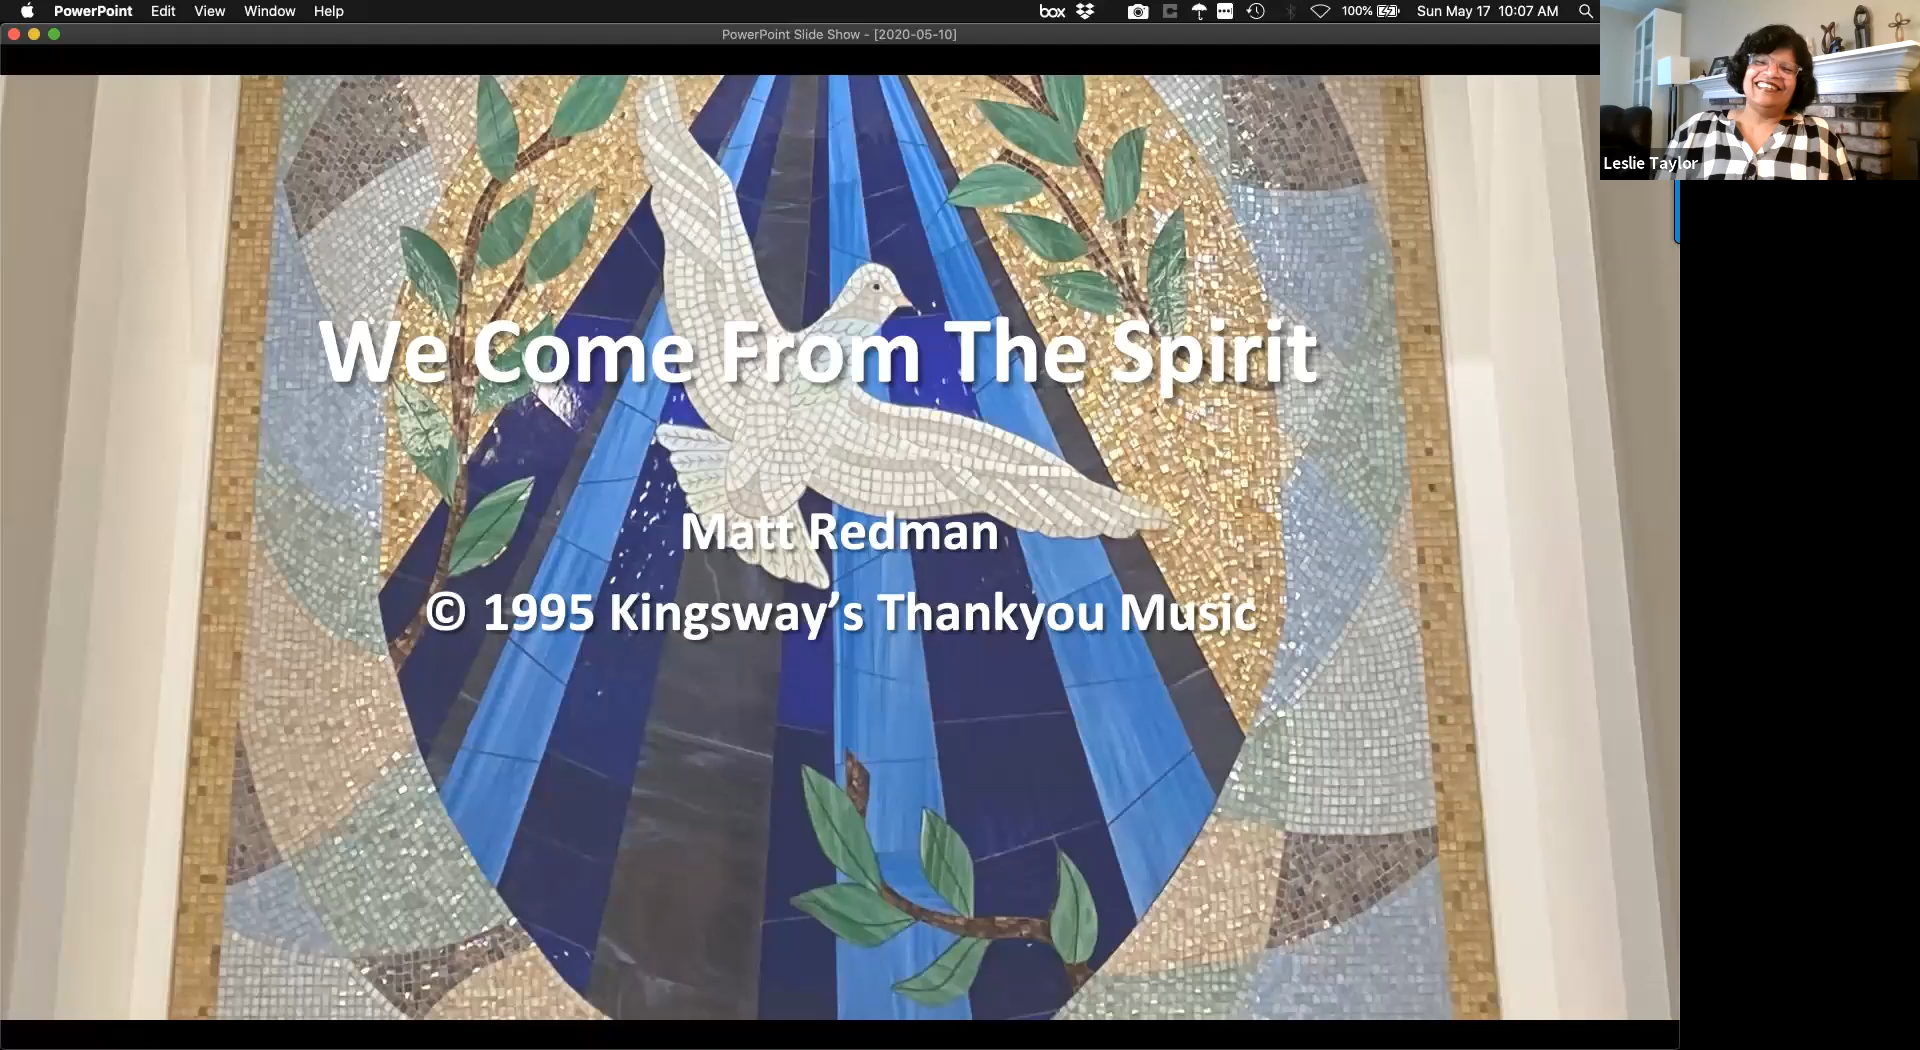 PowerPoint Edit View Window Help box 100% Sun May 17 10:07 AM
PowerPoint Slide Show - [2020-05-10]
Leslie Taylor
We Come From The Spirit
Matt Redman
© 1995 Kingsway’s Thankyou Music